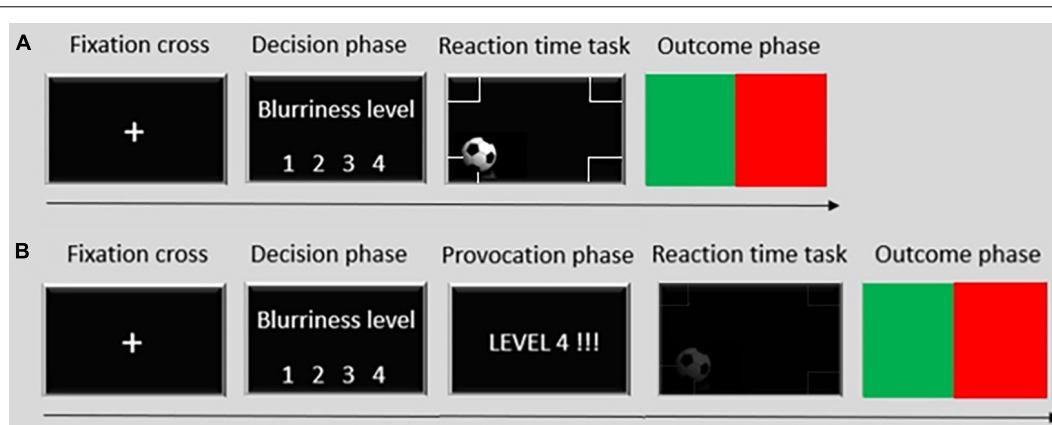 A
Fixation cross Decision phase Reaction time task Outcome phase
+
Blurriness level
1 2 3 4
B
Fixation cross Decision phase Provocation phase Reaction time task Outcome phase
+
Blurriness level
1 2 3 4
LEVEL 4 !!!